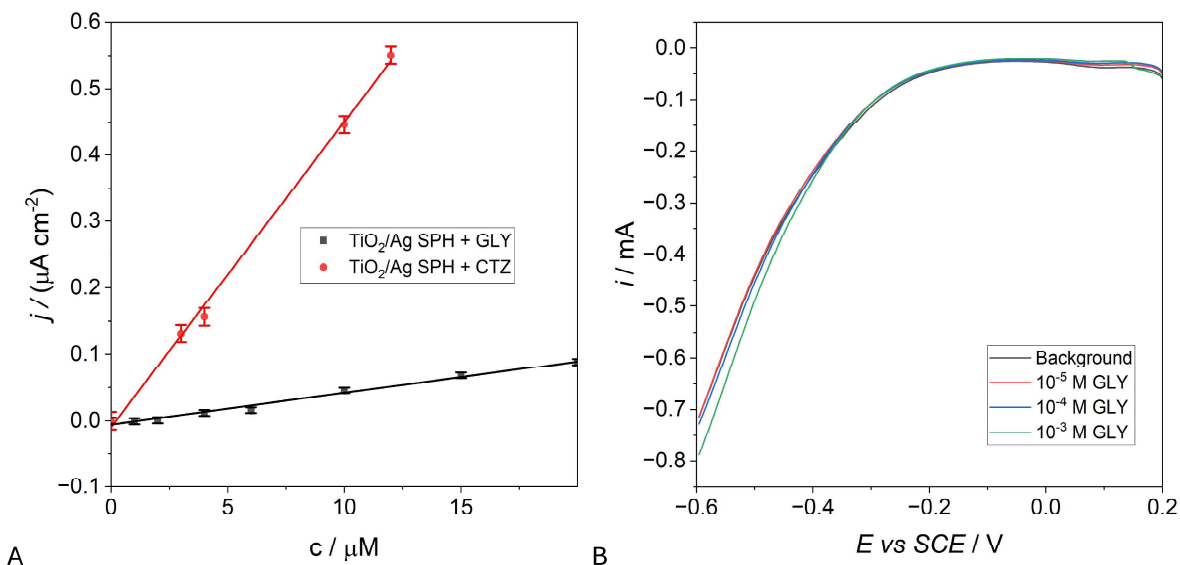 0.6
0.5
0.4
0.3
0.2
0.1
0.0
−0.1
j / (μA cm⁻²)
TiO₂/Ag SPH + GLY
TiO₂/Ag SPH + CTZ
0 5 10 15
c / μM
A
0.0
−0.1
−0.2
−0.3
−0.4
−0.5
−0.6
−0.7
−0.8
i / mA
Background
10⁻⁵ M GLY
10⁻⁴ M GLY
10⁻³ M GLY
−0.6 −0.4 −0.2 0.0 0.2
E vs SCE / V
B